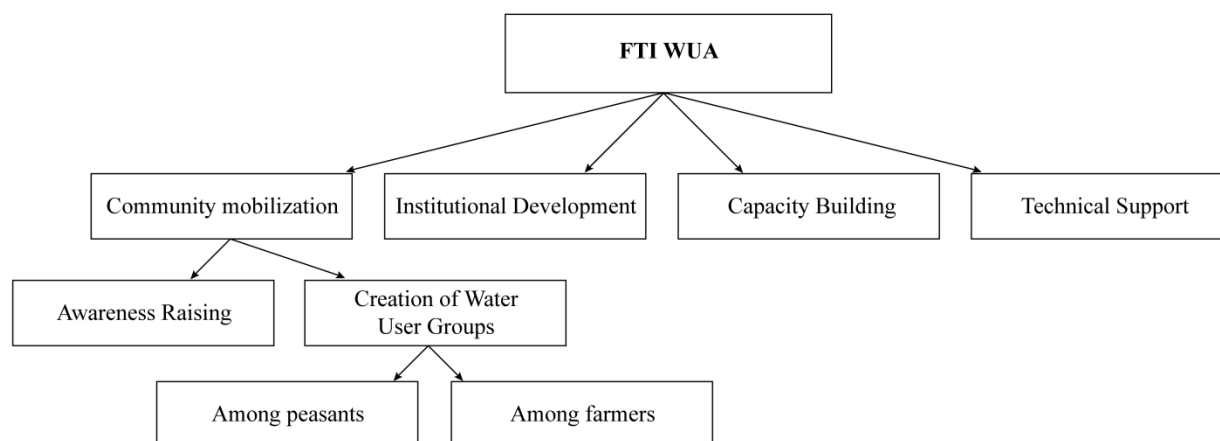 FTI WUA
Community mobilization
Institutional Development
Capacity Building
Technical Support
Awareness Raising
Creation of Water
User Groups
Among peasants
Among farmers